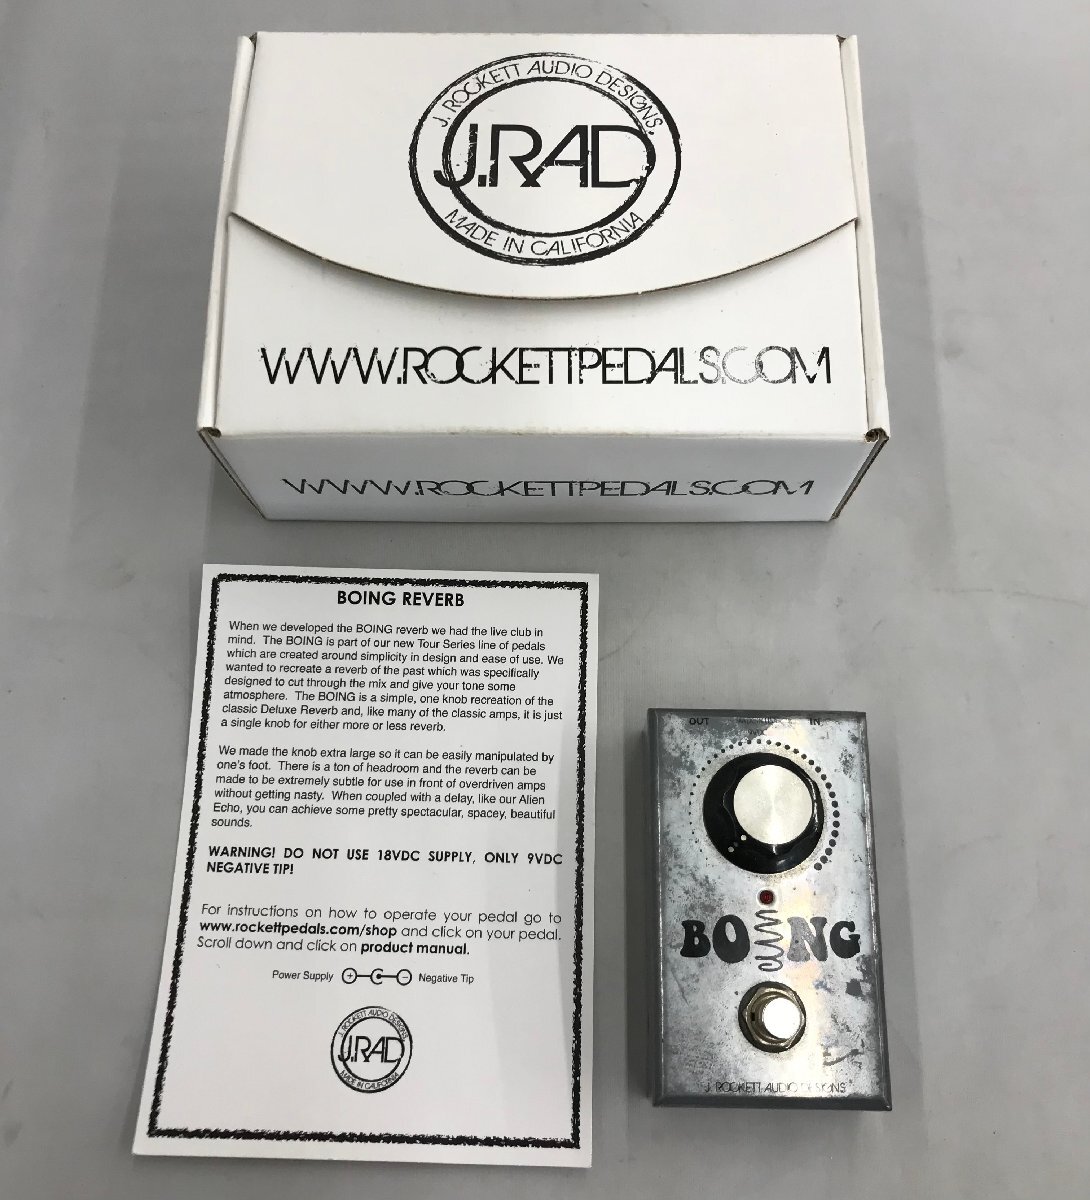 J. ROCKETT AUDIO DESIGNS
J.RAD
MADE IN CALIFORNIA
WWW.ROCKETTPEDALS.COM
WWW.ROCKETTPEDALS.COM
BOING REVERB
When we developed the BOING reverb we had the live club in
mind. The BOING is part of our new Tour Series line of pedals
which are created around simplicity in design and ease of use. We
wanted to recreate a reverb of the past which was specifically
designed to cut through the mix and give your tone some
atmosphere. The BOING is a simple, one knob recreation of the
classic Deluxe Reverb and, like many of the classic amps, it is just
a single knob for either more or less reverb.
We made the knob extra large so it can be easily manipulated by
one's foot. There is a ton of headroom and the reverb can be
made to be extremely subtle for use in front of overdriven amps
without getting nasty. When coupled with a delay, like our Alien
Echo, you can achieve some pretty spectacular, spacey, beautiful
sounds.
WARNING! DO NOT USE 18VDC SUPPLY, ONLY 9VDC
NEGATIVE TIP!
For instructions on how to operate your pedal go to
www.rockettpedals.com/shop and click on your pedal.
Scroll down and click on product manual.
Power Supply + - Negative Tip
J. ROCKETT AUDIO DESIGNS
J.RAD
MADE IN CALIFORNIA
OUT IN
BOING
J. ROCKETT AUDIO DESIGNS